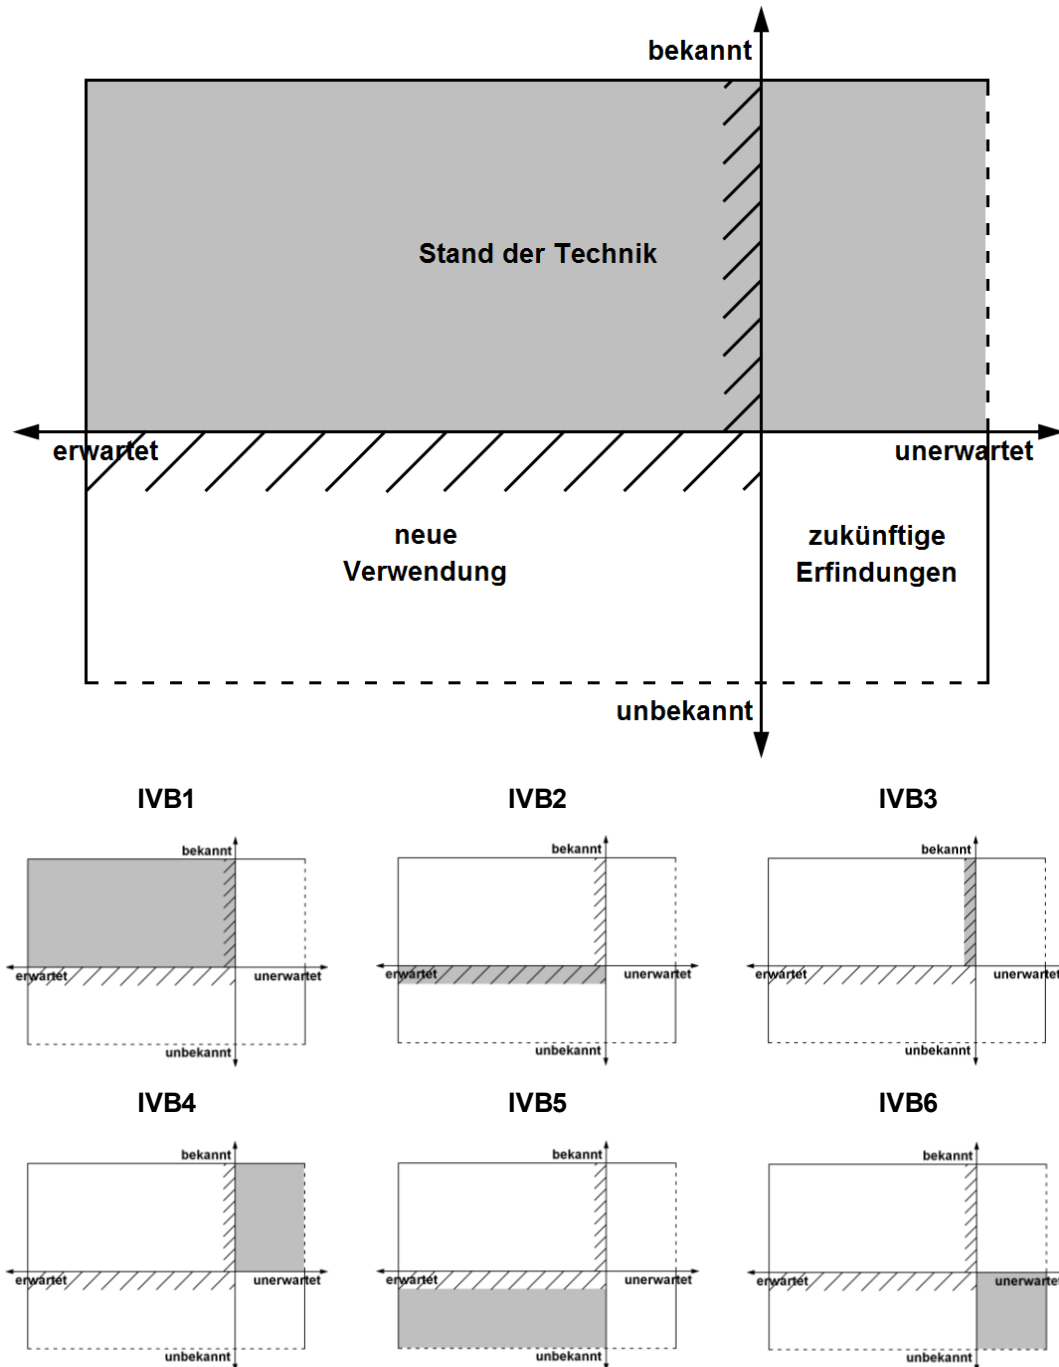 bekannt
Stand der Technik
erwartet
unerwartet
neue
Verwendung
zukünftige
Erfindungen
unbekannt
IVB1
IVB2
IVB3
bekannt
bekannt
bekannt
erwartet
unerwartet
erwartet
unerwartet
erwartet
unerwartet
unbekannt
unbekannt
unbekannt
IVB4
IVB5
IVB6
bekannt
bekannt
bekannt
erwartet
unerwartet
erwartet
unerwartet
erwartet
unerwartet
unbekannt
unbekannt
unbekannt